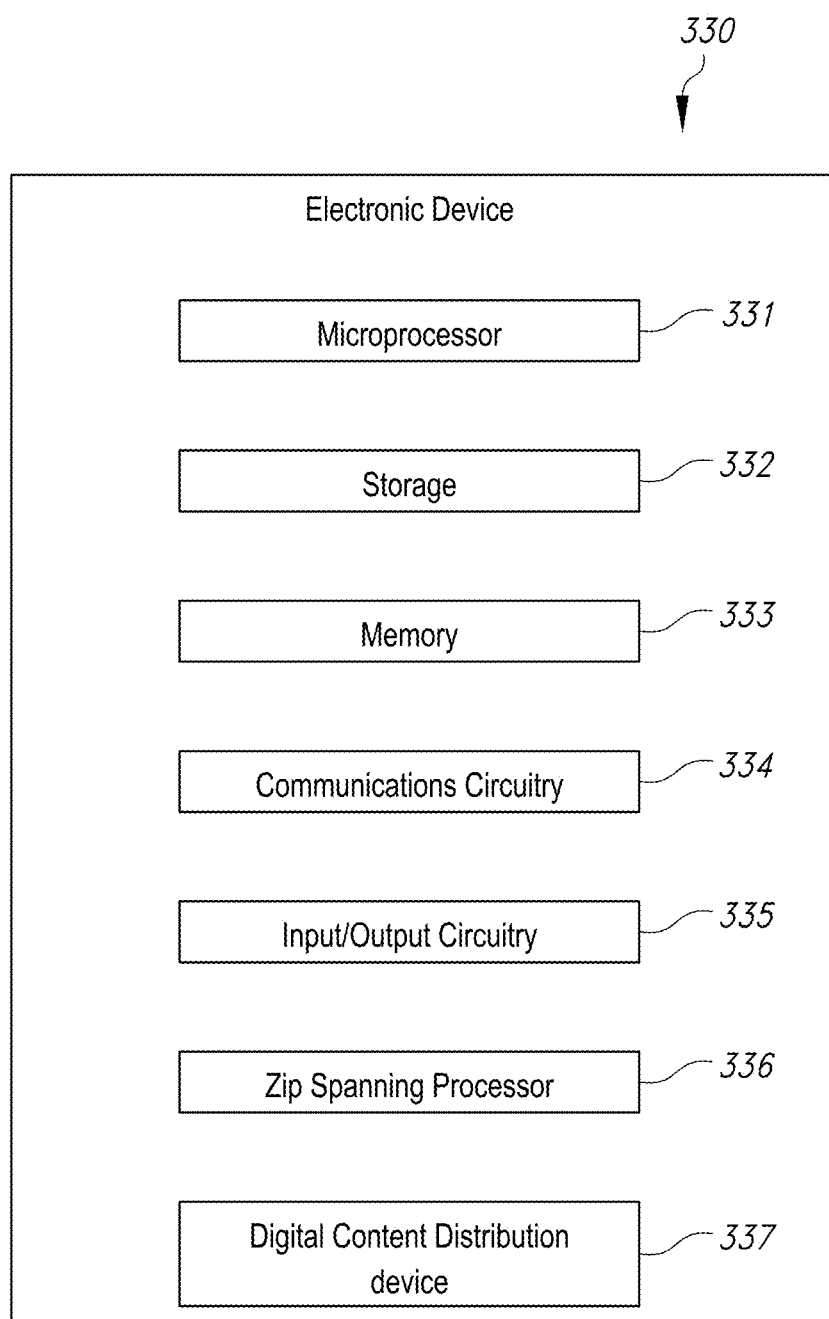 330
Electronic Device
Microprocessor
331
Storage
332
Memory
333
Communications Circuitry
334
Input/Output Circuitry
335
Zip Spanning Processor
336
Digital Content Distribution
device
337